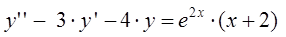 y'' − 3·y' − 4·y = e^{2x}·(x + 2)